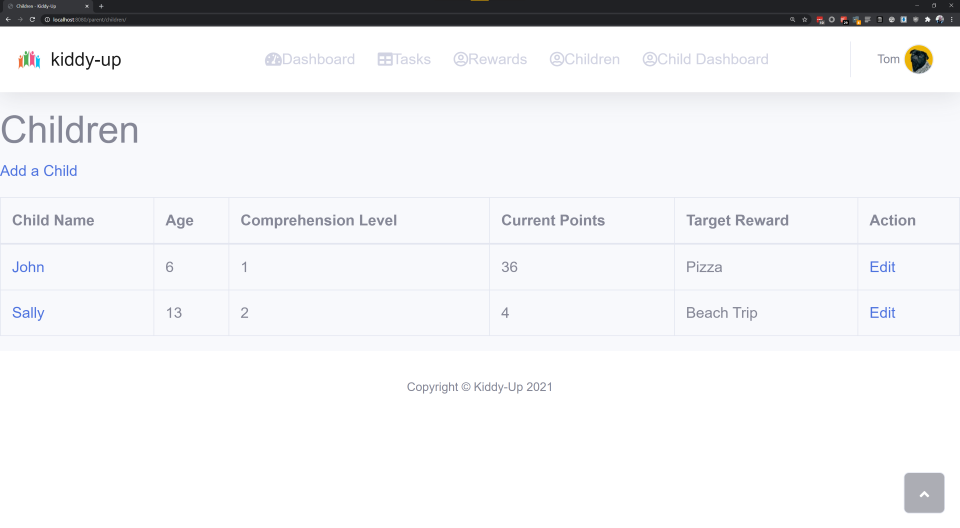 Children - Kiddy-Up
localhost:8080/parent/children/
kiddy-up
Dashboard Tasks Rewards Children Child Dashboard
Tom
Children
Add a Child
Child Name Age Comprehension Level Current Points Target Reward Action
John 6 1 36 Pizza Edit
Sally 13 2 4 Beach Trip Edit
Copyright © Kiddy-Up 2021